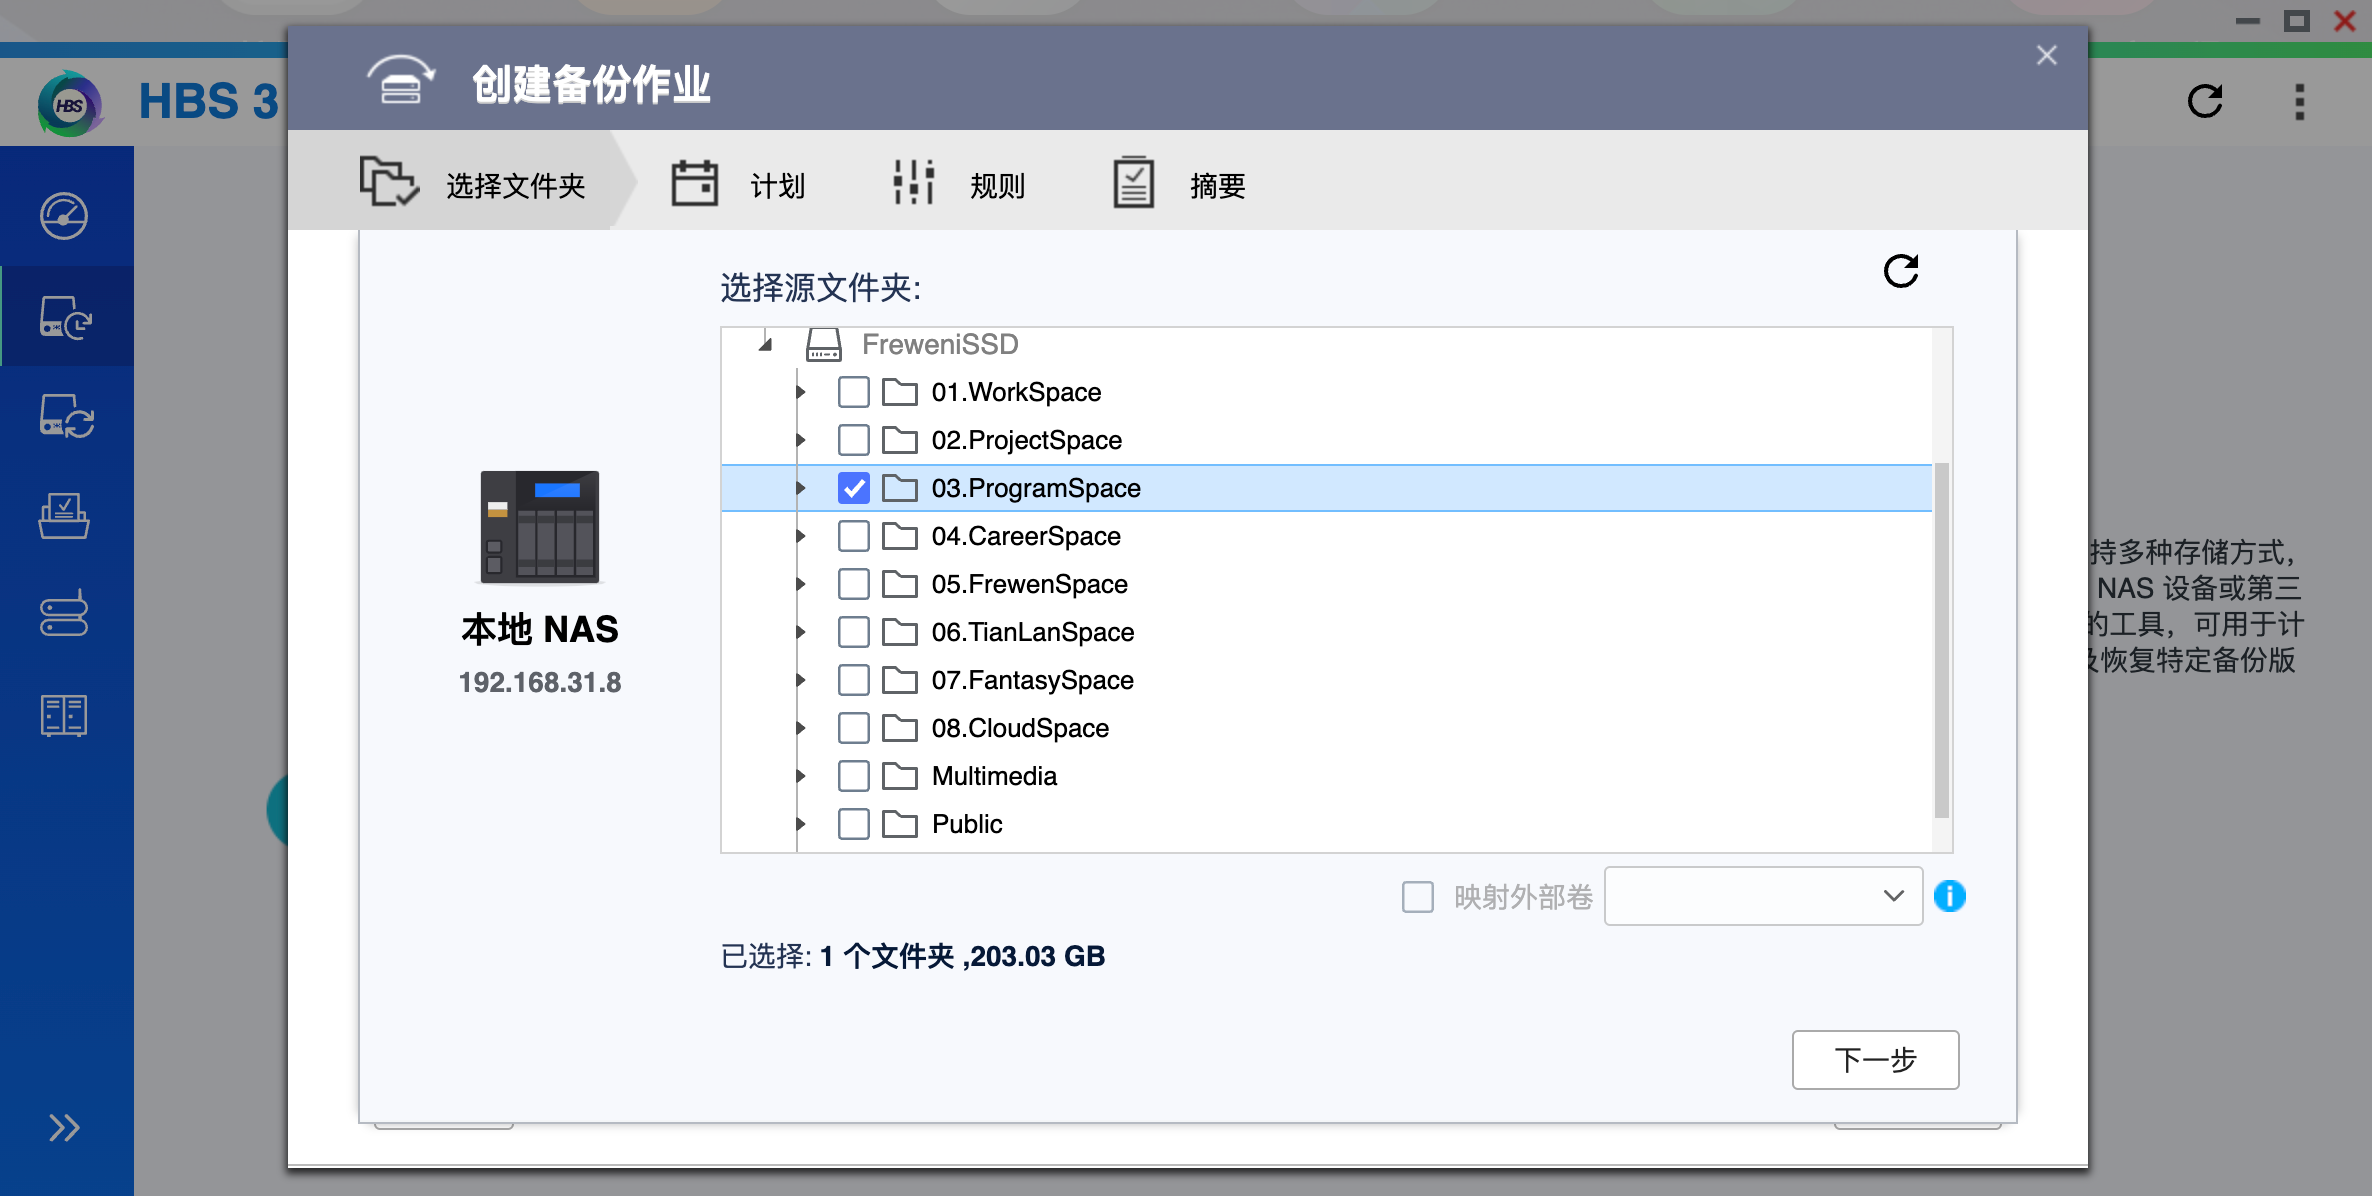 HBS 3
HBS
创建备份作业
选择文件夹
计划
规则
摘要
选择源文件夹:
FreweniSSD
01.WorkSpace
02.ProjectSpace
03.ProgramSpace
04.CareerSpace
05.FrewenSpace
06.TianLanSpace
07.FantasySpace
08.CloudSpace
Multimedia
Public
本地 NAS
192.168.31.8
映射外部卷
已选择: 1 个文件夹 ,203.03 GB
下一步
持多种存储方式，
NAS 设备或第三
的工具，可用于计
及恢复特定备份版